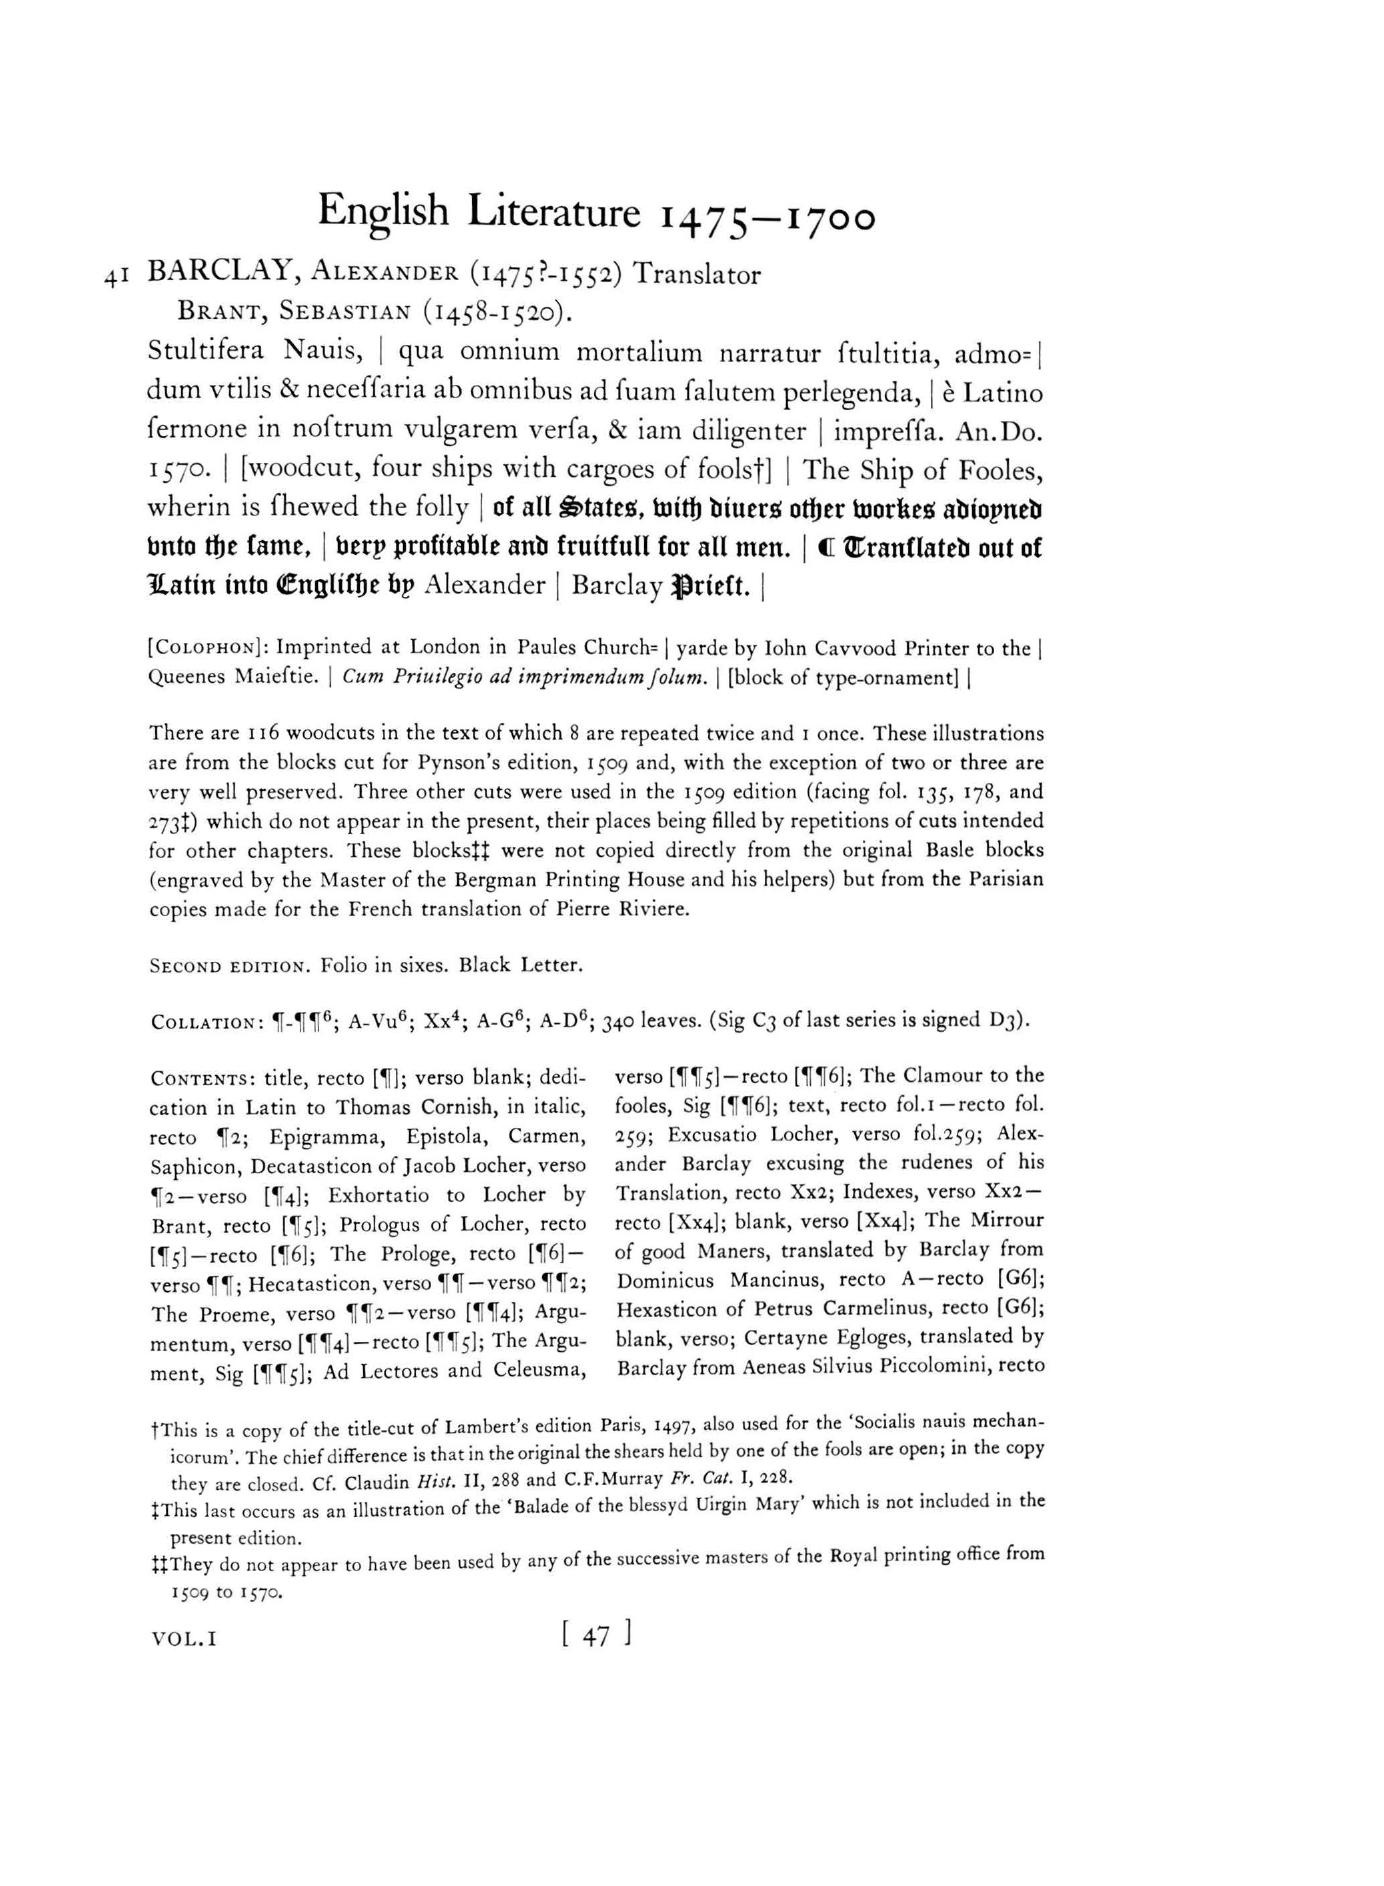 English Literature 1475—1700
41 BARCLAY, ALEXANDER (1475?-1552) Translator
BRANT, SEBASTIAN (1458-1520).
Stultifera Nauis, | qua omnium mortalium narratur ſtultitia, admo=|
dum vtilis & neceſſaria ab omnibus ad ſuam ſalutem perlegenda, | è Latino
ſermone in noſtrum vulgarem verſa, & iam diligenter | impreſſa. An.Do.
1570. | [woodcut, four ships with cargoes of fools†] | The Ship of Fooles,
wherin is ſhewed the folly | of all States, with diuers other workes adioyned
vnto the ſame, | very profitable and fruitfull for all men. | ¶ Tranſlated out of
Latin into Engliſhe by Alexander | Barclay Prieſt. |
[COLOPHON]: Imprinted at London in Paules Church= | yarde by Iohn Cavvood Printer to the |
Queenes Maieſtie. | Cum Priuilegio ad imprimendum ſolum. | [block of type-ornament] |
There are 116 woodcuts in the text of which 8 are repeated twice and 1 once. These illustrations
are from the blocks cut for Pynson's edition, 1509 and, with the exception of two or three are
very well preserved. Three other cuts were used in the 1509 edition (facing fol. 135, 178, and
273‡) which do not appear in the present, their places being filled by repetitions of cuts intended
for other chapters. These blocks‡‡ were not copied directly from the original Basle blocks
(engraved by the Master of the Bergman Printing House and his helpers) but from the Parisian
copies made for the French translation of Pierre Riviere.
SECOND EDITION. Folio in sixes. Black Letter.
COLLATION: ¶-¶¶⁶; A-Vu⁶; Xx⁴; A-G⁶; A-D⁶; 340 leaves. (Sig C3 of last series is signed D3).
CONTENTS: title, recto [¶]; verso blank; dedi-
cation in Latin to Thomas Cornish, in italic,
recto ¶2; Epigramma, Epistola, Carmen,
Saphicon, Decatasticon of Jacob Locher, verso
¶2—verso [¶4]; Exhortatio to Locher by
Brant, recto [¶5]; Prologus of Locher, recto
[¶5]—recto [¶6]; The Prologe, recto [¶6]—
verso ¶¶; Hecatasticon, verso ¶¶—verso ¶¶2;
The Proeme, verso ¶¶2—verso [¶¶4]; Argu-
mentum, verso [¶¶4]—recto [¶¶5]; The Argu-
ment, Sig [¶¶5]; Ad Lectores and Celeusma,
verso [¶¶5]—recto [¶¶6]; The Clamour to the
fooles, Sig [¶¶6]; text, recto fol.1—recto fol.
259; Excusatio Locher, verso fol.259; Alex-
ander Barclay excusing the rudenes of his
Translation, recto Xx2; Indexes, verso Xx2—
recto [Xx4]; blank, verso [Xx4]; The Mirrour
of good Maners, translated by Barclay from
Dominicus Mancinus, recto A—recto [G6];
Hexasticon of Petrus Carmelinus, recto [G6];
blank, verso; Certayne Egloges, translated by
Barclay from Aeneas Silvius Piccolomini, recto
†This is a copy of the title-cut of Lambert's edition Paris, 1497, also used for the 'Socialis nauis mechan-
icorum'. The chief difference is that in the original the shears held by one of the fools are open; in the copy
they are closed. Cf. Claudin Hist. II, 288 and C.F.Murray Fr. Cat. I, 228.
‡This last occurs as an illustration of the 'Balade of the blessyd Uirgin Mary' which is not included in the
present edition.
‡‡They do not appear to have been used by any of the successive masters of the Royal printing office from
1509 to 1570.
VOL.I [ 47 ]